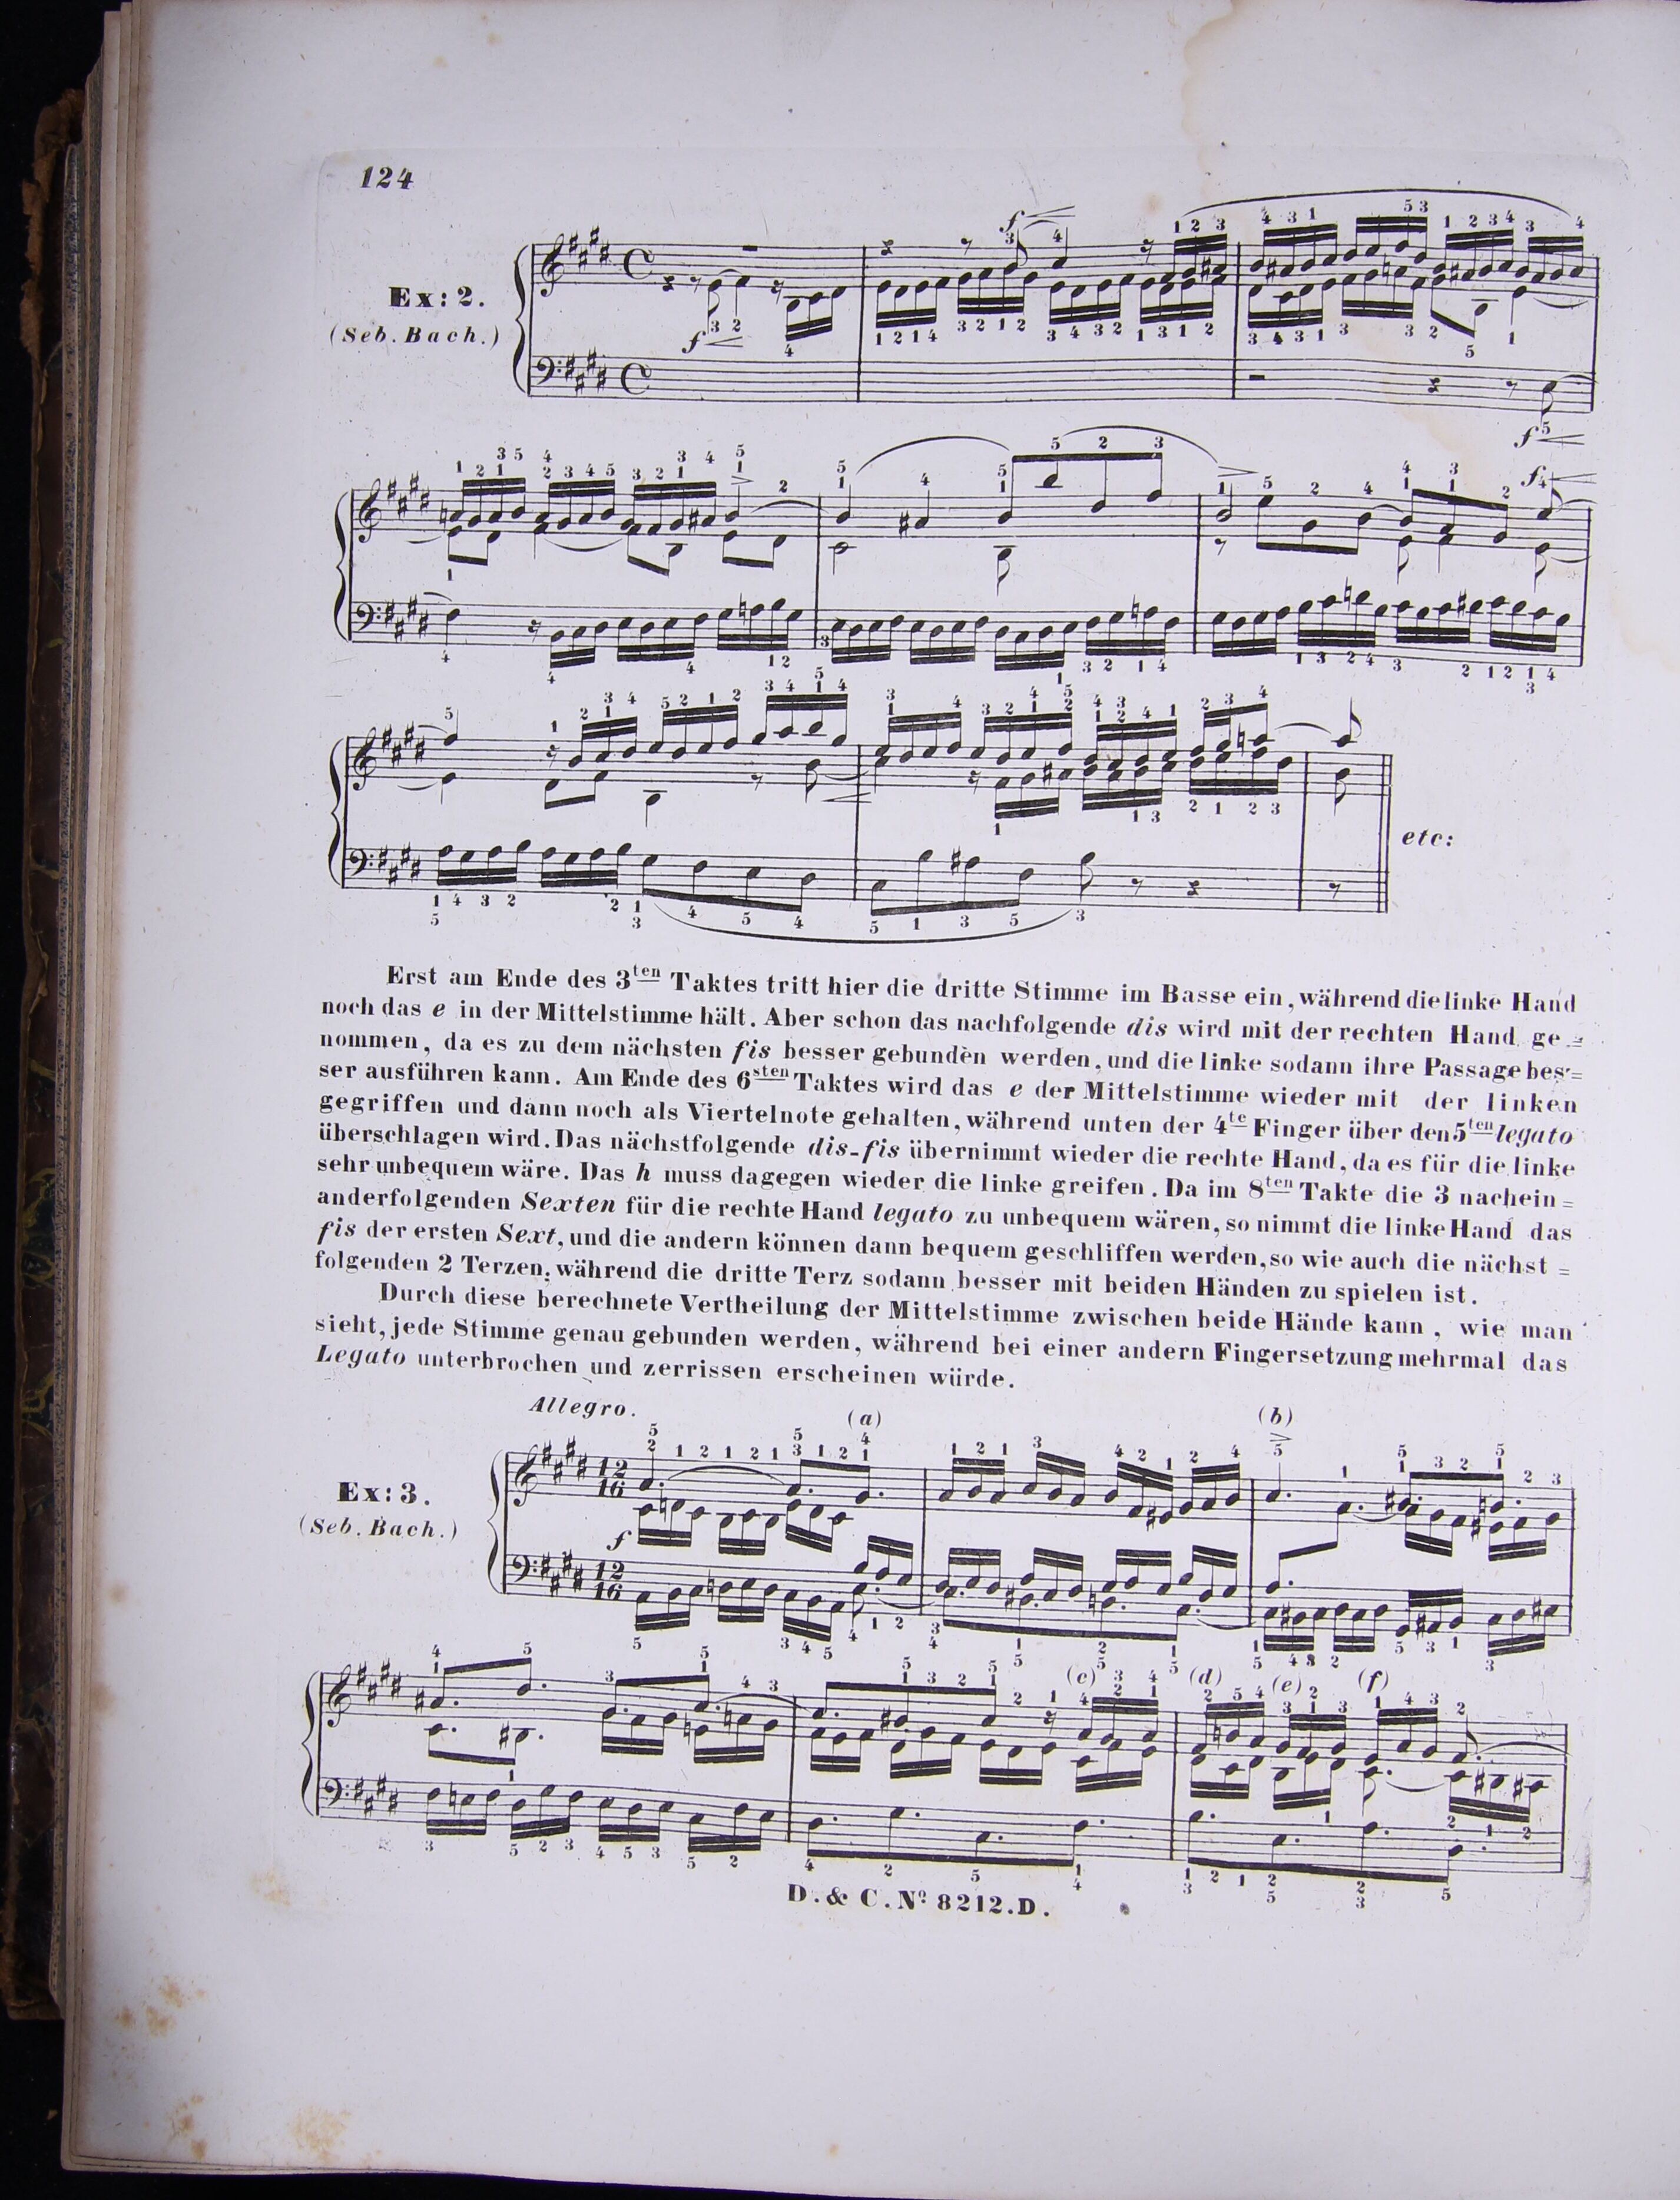 124
Ex: 2.
(Seb. Bach.)
etc:
Erst am Ende des 3ten Taktes tritt hier die dritte Stimme im Basse ein, während die linke Hand
noch das e in der Mittelstimme hält. Aber schon das nachfolgende dis wird mit der rechten Hand ge=
nommen, da es zu dem nächsten fis besser gebunden werden, und die linke sodann ihre Passage bes=
ser ausführen kann. Am Ende des 6sten Taktes wird das e der Mittelstimme wieder mit der linken
gegriffen und dann noch als Viertelnote gehalten, während unten der 4te Finger über den 5ten legato
überschlagen wird. Das nächstfolgende dis-fis übernimmt wieder die rechte Hand, da es für die linke
sehr unbequem wäre. Das h muss dagegen wieder die linke greifen. Da im 8ten Takte die 3 nachein=
anderfolgenden Sexten für die rechte Hand legato zu unbequem wären, so nimmt die linke Hand das
fis der ersten Sext, und die andern können dann bequem geschliffen werden, so wie auch die nächst=
folgenden 2 Terzen, während die dritte Terz sodann besser mit beiden Händen zu spielen ist.
Durch diese berechnete Vertheilung der Mittelstimme zwischen beide Hände kann, wie man
sieht, jede Stimme genau gebunden werden, während bei einer andern Fingersetzung mehrmal das
Legato unterbrochen und zerrissen erscheinen würde.
Allegro.
(a)
(b)
Ex: 3.
(Seb. Bach.)
(c)
(d)
(e)
(f)
D. & C. No 8212. D.